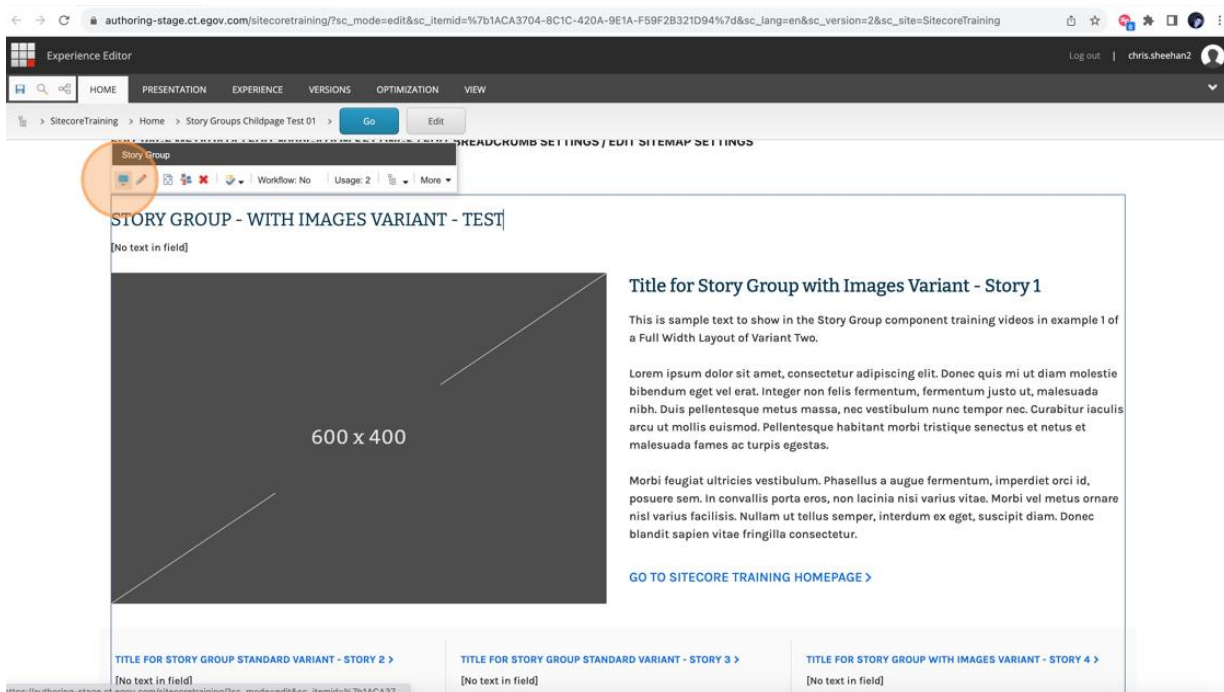 authoring-stage.ct.egov.com/sitecoretraining/?sc_mode=edit&sc_itemid=%7b1ACA3704-8C1C-420A-9E1A-F59F2B321D94%7d&sc_lang=en&sc_version=2&sc_site=SitecoreTraining
Experience Editor
Log out | chris.sheehan2
HOME PRESENTATION EXPERIENCE VERSIONS OPTIMIZATION VIEW
> SitecoreTraining > Home > Story Groups Childpage Test 01 > Go Edit
EDIT PAGE METADATA / EDIT NAVIGATION SETTINGS / EDIT BREADCRUMB SETTINGS / EDIT SITEMAP SETTINGS
Story Group
Workflow: No Usage: 2 More
STORY GROUP - WITH IMAGES VARIANT - TEST
[No text in field]
600 x 400
Title for Story Group with Images Variant - Story 1
This is sample text to show in the Story Group component training videos in example 1 of
a Full Width Layout of Variant Two.
Lorem ipsum dolor sit amet, consectetur adipiscing elit. Donec quis mi ut diam molestie
bibendum eget vel erat. Integer non felis fermentum, fermentum justo ut, malesuada
nibh. Duis pellentesque metus massa, nec vestibulum nunc tempor nec. Curabitur iaculis
arcu ut mollis euismod. Pellentesque habitant morbi tristique senectus et netus et
malesuada fames ac turpis egestas.
Morbi feugiat ultricies vestibulum. Phasellus a augue fermentum, imperdiet orci id,
posuere sem. In convallis porta eros, non lacinia nisi varius vitae. Morbi vel metus ornare
nisl varius facilisis. Nullam ut tellus semper, interdum ex eget, suscipit diam. Donec
blandit sapien vitae fringilla consectetur.
GO TO SITECORE TRAINING HOMEPAGE >
TITLE FOR STORY GROUP STANDARD VARIANT - STORY 2 >
[No text in field]
TITLE FOR STORY GROUP STANDARD VARIANT - STORY 3 >
[No text in field]
TITLE FOR STORY GROUP WITH IMAGES VARIANT - STORY 4 >
[No text in field]